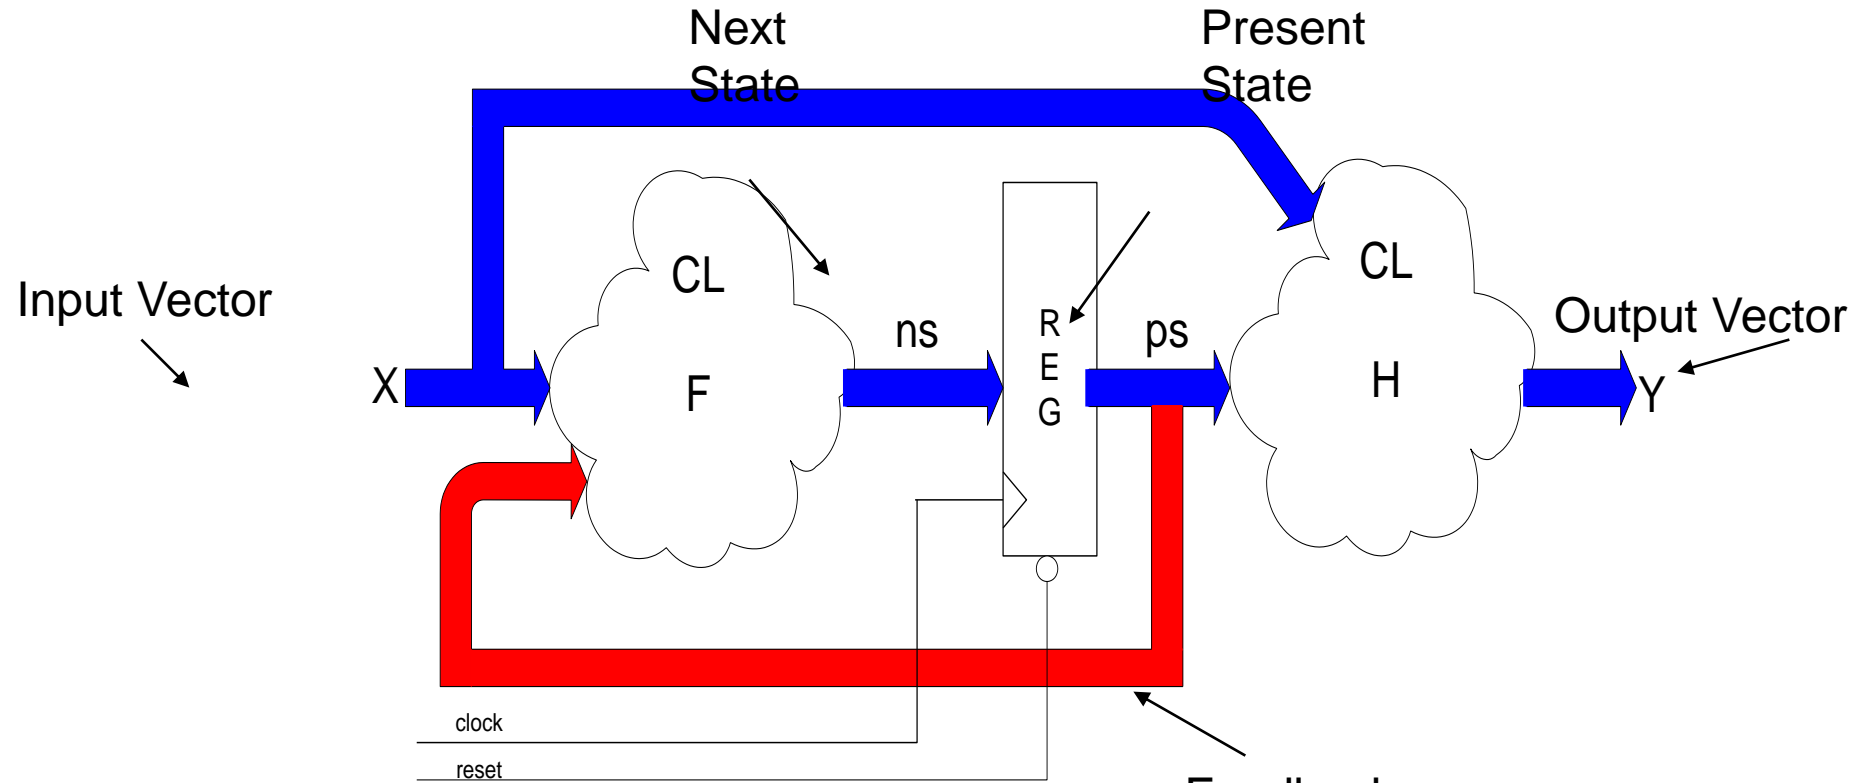 Next
State
Present
State
Input Vector
CL
F
ns
R
E
G
ps
CL
H
Output Vector
X
Y
clock
reset